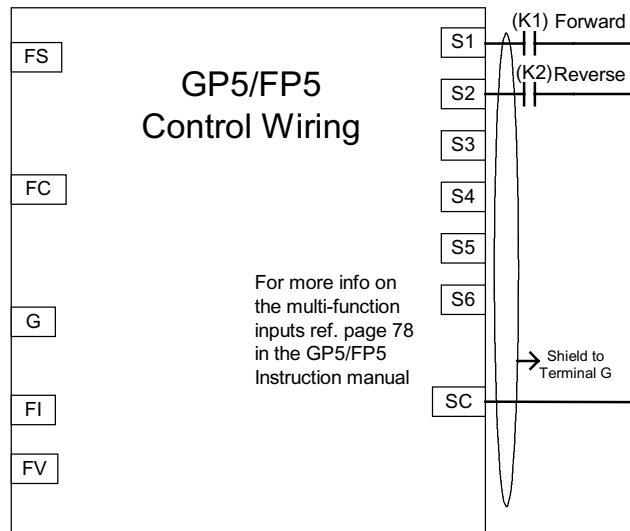 (K1) Forward
S1
FS
GP5/FP5
Control Wiring
(K2) Reverse
S2
S3
FC
S4
S5
For more info on
the multi-function
inputs ref. page 78
in the GP5/FP5
Instruction manual
S6
G
Shield to
Terminal G
FI
SC
FV